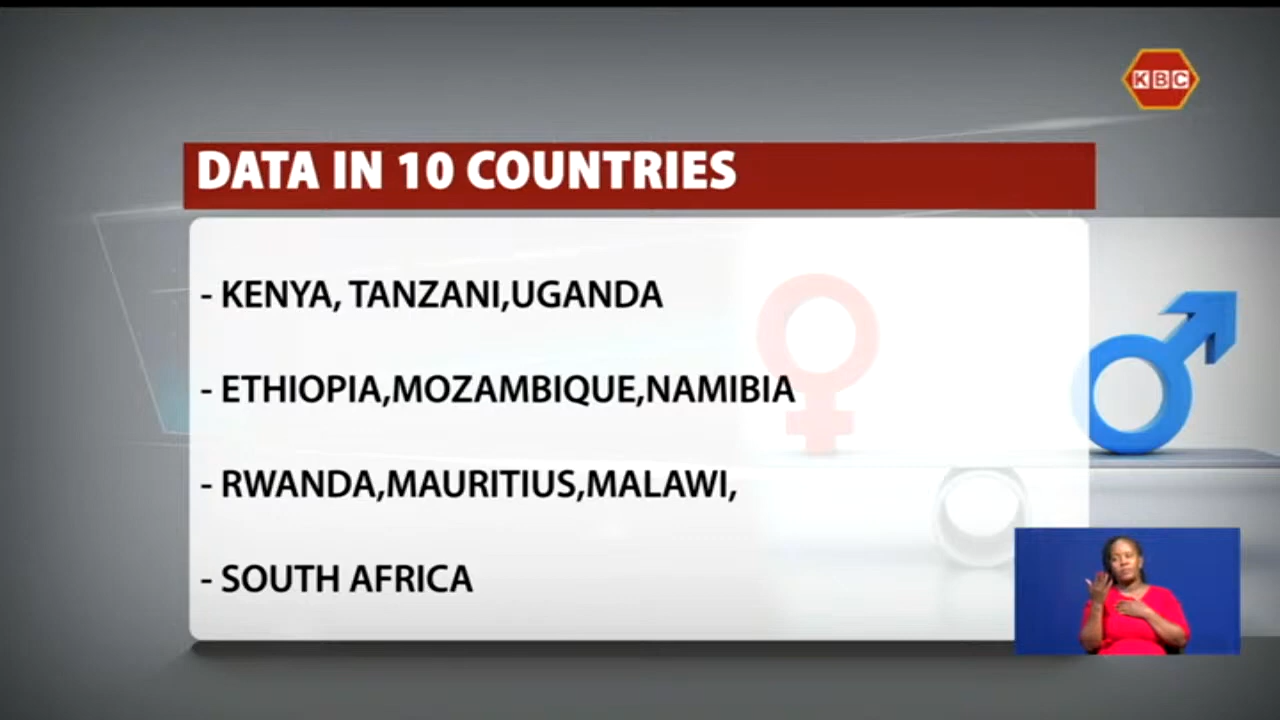 KBC
DATA IN 10 COUNTRIES
- KENYA, TANZANI,UGANDA
- ETHIOPIA,MOZAMBIQUE,NAMIBIA
- RWANDA,MAURITIUS,MALAWI,
- SOUTH AFRICA